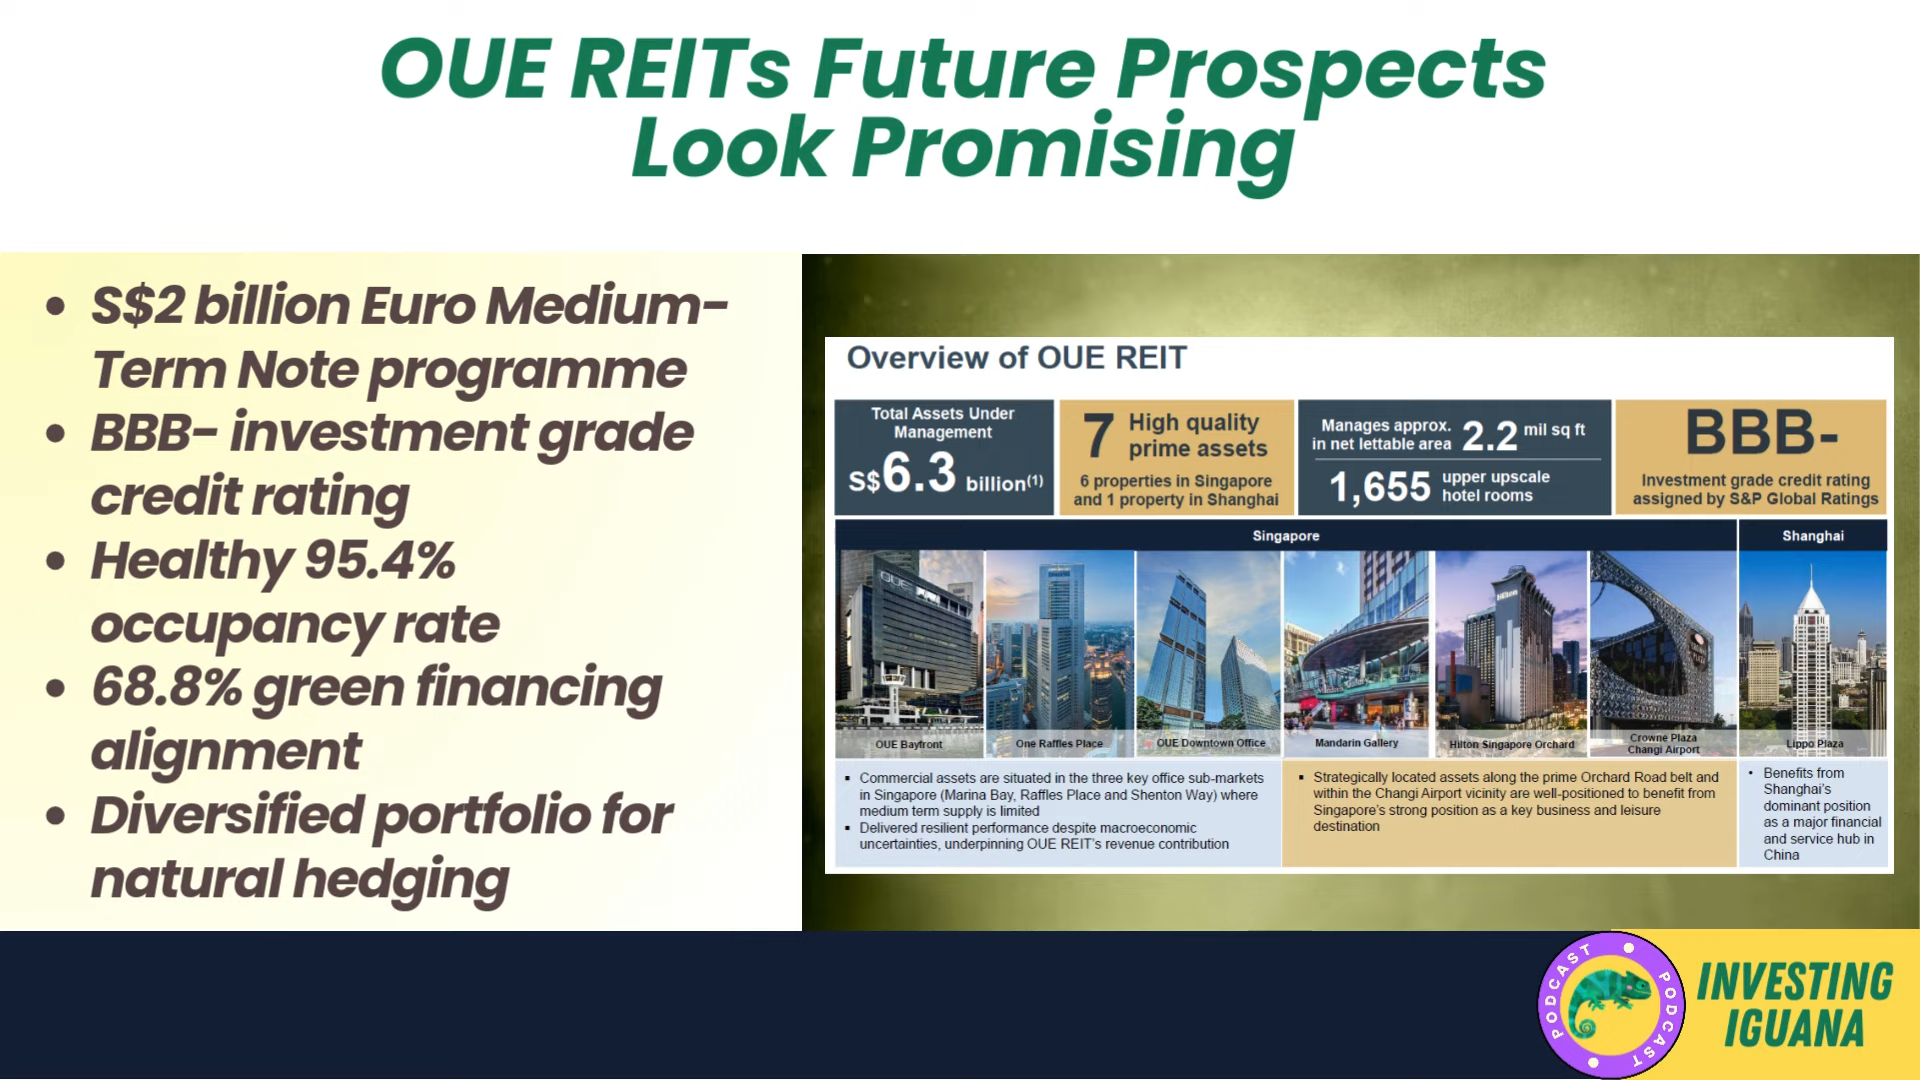 OUE REITs Future Prospects
Look Promising
• S$2 billion Euro Medium-
Term Note programme
• BBB- investment grade
credit rating
• Healthy 95.4%
occupancy rate
• 68.8% green financing
alignment
• Diversified portfolio for
natural hedging
Overview of OUE REIT
Total Assets Under
Management
S$6.3 billion(1)
7 High quality
prime assets
6 properties in Singapore
and 1 property in Shanghai
Manages approx. 2.2 mil sq ft
in net lettable area
1,655 upper upscale
hotel rooms
BBB-
Investment grade credit rating
assigned by S&P Global Ratings
Singapore
Shanghai
OUE
Hilton
OUE Bayfront
One Raffles Place
OUE Downtown Office
Mandarin Gallery
Hilton Singapore Orchard
Crowne Plaza
Changi Airport
Lippo Plaza
▪ Commercial assets are situated in the three key office sub-markets
in Singapore (Marina Bay, Raffles Place and Shenton Way) where
medium term supply is limited
▪ Delivered resilient performance despite macroeconomic
uncertainties, underpinning OUE REIT's revenue contribution
▪ Strategically located assets along the prime Orchard Road belt and
within the Changi Airport vicinity are well-positioned to benefit from
Singapore's strong position as a key business and leisure
destination
• Benefits from
Shanghai's
dominant position
as a major financial
and service hub in
China
PODCAST • PODCAST •
INVESTING
IGUANA